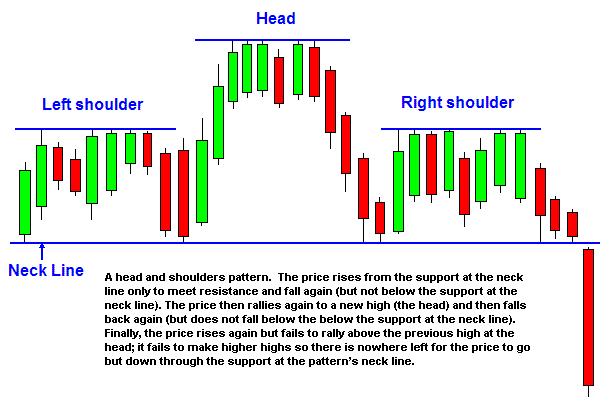 Head
Left shoulder
Right shoulder
Neck Line
A head and shoulders pattern.  The price rises from the support at the neck
line only to meet resistance and fall again (but not below the support at the
neck line). The price then rallies again to a new high (the head) and then falls
back again (but does not fall below the below the support at the neck line).
Finally, the price rises again but fails to rally above the previous high at the
head; it fails to make higher highs so there is nowhere left for the price to go
but down through the support at the pattern's neck line.